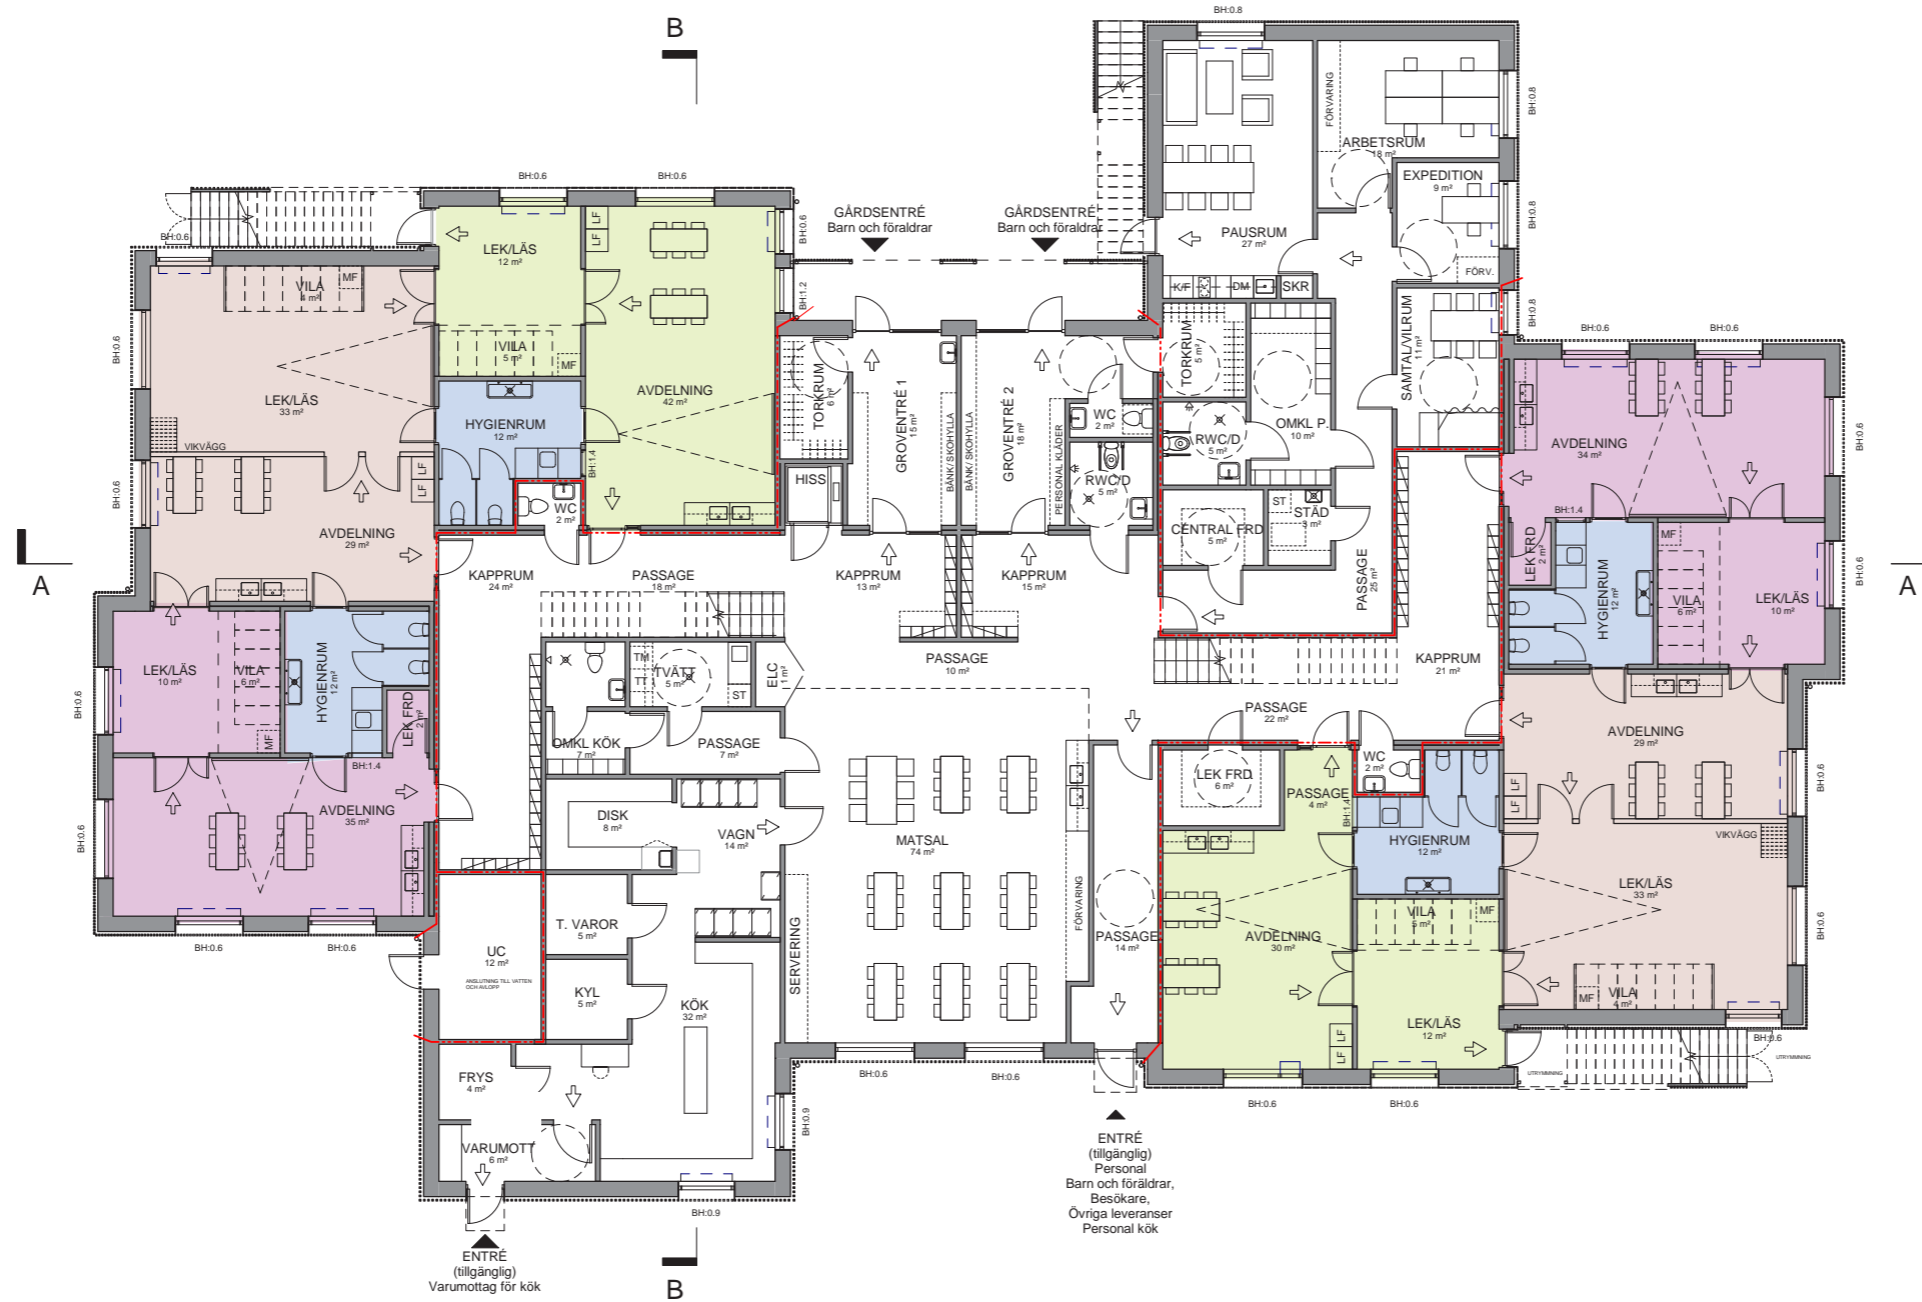 B
BH:0.8
FÖRVARING
ARBETSRUM
18 m²
BH:0.8
EXPEDITION
9 m²
BH:0.8
FÖRV.
PAUSRUM
27 m²
K/F
DM
SKR
BH:0.6
BH:0.6
BH:0.6
GÅRDSENTRÉ
Barn och föraldrar
GÅRDSENTRÉ
Barn och föraldrar
LF
LF
LEK/LÄS
12 m²
BH:0.6
BH:1.2
VILA
4 m²
MF
VILA
5 m²
MF
AVDELNING
42 m²
LEK/LÄS
33 m²
VIKVÄGG
BH:0.6
HYGIENRUM
12 m²
BH:1.4
TORKRUM
6 m²
GROVENTRÉ 1
15 m²
BÄNK/ SKOHYLLA
BÄNK/ SKOHYLLA
GROVENTRÉ 2
18 m²
PERSONAL KLÄDER
WC
2 m²
RWC/D
5 m²
TORKRUM
5 m²
RWC/D
5 m²
OMKL P.
10 m²
SAMTAL/VILRUM
11 m²
BH:0.8
BH:0.6
BH:0.6
AVDELNING
34 m²
BH:0.6
BH:0.6
LF
LF
HISS
WC
2 m²
AVDELNING
29 m²
CENTRAL FRD
5 m²
ST
STÄD
3 m²
PASSAGE
25 m²
BH:1.4
LEK FRD
2 m²
HYGIENRUM
12 m²
MF
VILA
6 m²
LEK/LÄS
10 m²
BH:0.6
A
A
KAPPRUM
24 m²
PASSAGE
18 m²
KAPPRUM
13 m²
KAPPRUM
15 m²
LEK/LÄS
10 m²
VILA
6 m²
MF
HYGIENRUM
12 m²
LEK FRD
2 m²
BH:0.6
TM
TT
TVÄTT
5 m²
ST
ELC
1 m²
PASSAGE
10 m²
KAPPRUM
21 m²
PASSAGE
22 m²
OMKL KÖK
7 m²
PASSAGE
7 m²
BH:1.4
AVDELNING
35 m²
BH:0.6
BH:0.6
BH:0.6
DISK
8 m²
VAGN
14 m²
MATSAL
74 m²
SERVERING
FÖRVARING
PASSAGE
14 m²
LEK FRD
6 m²
PASSAGE
4 m²
BH:1.4
WC
2 m²
HYGIENRUM
12 m²
AVDELNING
29 m²
LF
LF
VIKVÄGG
BH:0.6
LEK/LÄS
33 m²
BH:0.6
AVDELNING
30 m²
VILA
5 m²
MF
MF
VILA
4 m²
LEK/LÄS
12 m²
LF
LF
BH:0.6
UTRYMMNING
UTRYMMNING
UC
12 m²
ANSLUTNING TILL VATTEN
OCH AVLOPP
T. VAROR
5 m²
KYL
5 m²
KÖK
32 m²
FRYS
4 m²
VARUMOTT
6 m²
BH:0.6
BH:0.6
BH:0.9
BH:0.6
BH:0.6
BH:0.9
ENTRÉ
(tillgänglig)
Personal
Barn och föräldrar,
Besökare,
Övriga leveranser
Personal kök
ENTRÉ
(tillgänglig)
Varumottag för kök
B